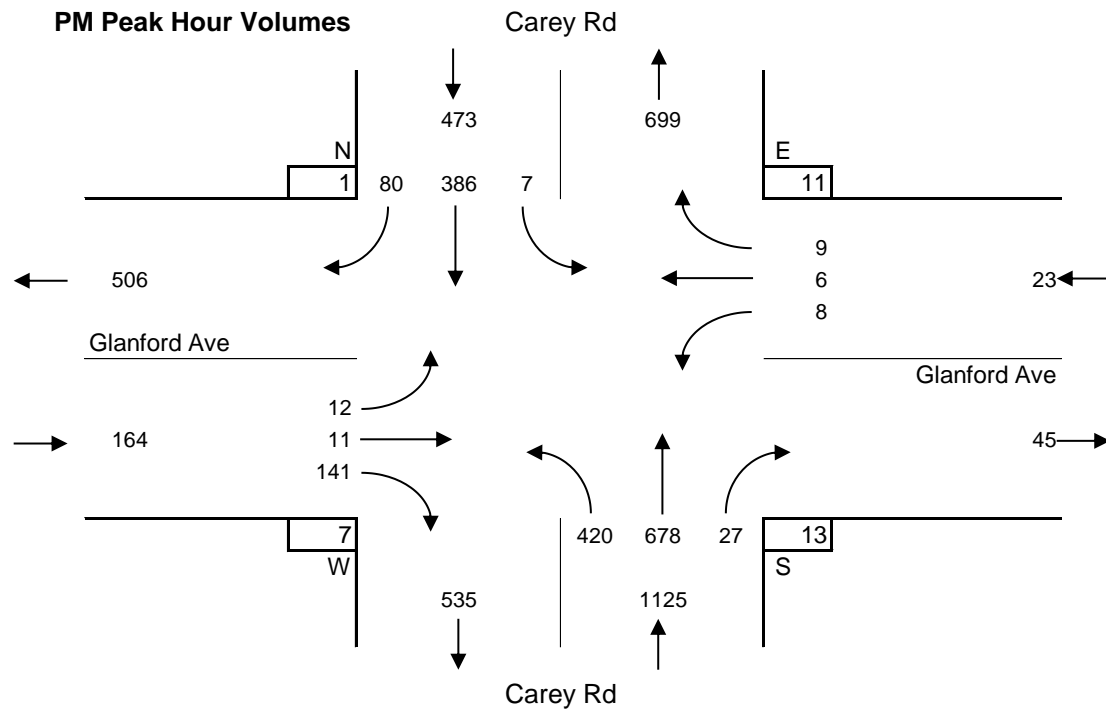 PM Peak Hour Volumes Carey Rd
473 699
N E
1 80 386 7 11
9
506 6 23
8
Glanford Ave
Glanford Ave
12
164 11 45
141
7 420 678 27 13
W S
535 1125
Carey Rd